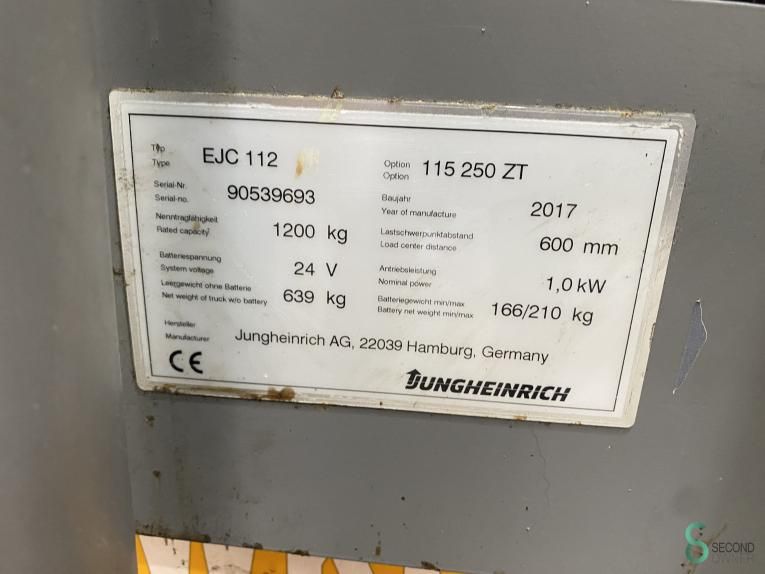 Typ
Type EJC 112
Option
Option 115 250 ZT
Serial-Nr.
Serial-no. 90539693
Baujahr
Year of manufacture 2017
Nenntragfähigkeit
Rated capacity 1200 kg
Lastschwerpunktabstand
Load center distance 600 mm
Batteriespannung
System voltage 24 V
Antriebsleistung
Nominal power 1,0 kW
Leergewicht ohne Batterie
Net weight of truck w/o battery 639 kg
Batteriegewicht min/max
Battery net weight min/max 166/210 kg
Hersteller
Manufacturer Jungheinrich AG, 22039 Hamburg, Germany
CE
JUNGHEINRICH
SECOND
OWNER